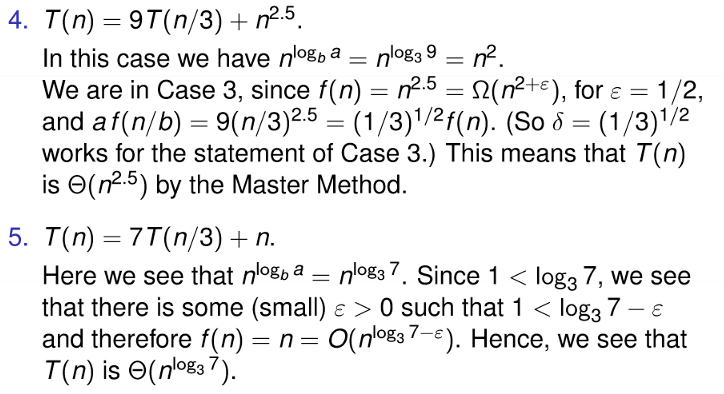 4. T(n) = 9T(n/3) + n^2.5.
In this case we have n^(log_b a) = n^(log_3 9) = n^2.
We are in Case 3, since f(n) = n^2.5 = Ω(n^(2+ε)), for ε = 1/2,
and a f(n/b) = 9(n/3)^2.5 = (1/3)^1/2 f(n). (So δ = (1/3)^1/2
works for the statement of Case 3.) This means that T(n)
is Θ(n^2.5) by the Master Method.
5. T(n) = 7T(n/3) + n.
Here we see that n^(log_b a) = n^(log_3 7). Since 1 < log_3 7, we see
that there is some (small) ε > 0 such that 1 < log_3 7 − ε
and therefore f(n) = n = O(n^(log_3 7−ε)). Hence, we see that
T(n) is Θ(n^(log_3 7)).